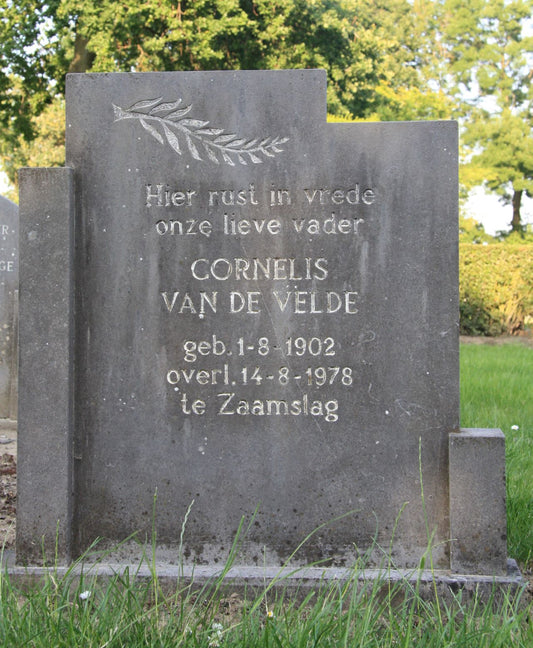 Hier rust in vrede
onze lieve vader
CORNELIS
VAN DE VELDE
geb. 1-8-1902
overl. 14-8-1978
te Zaamslag